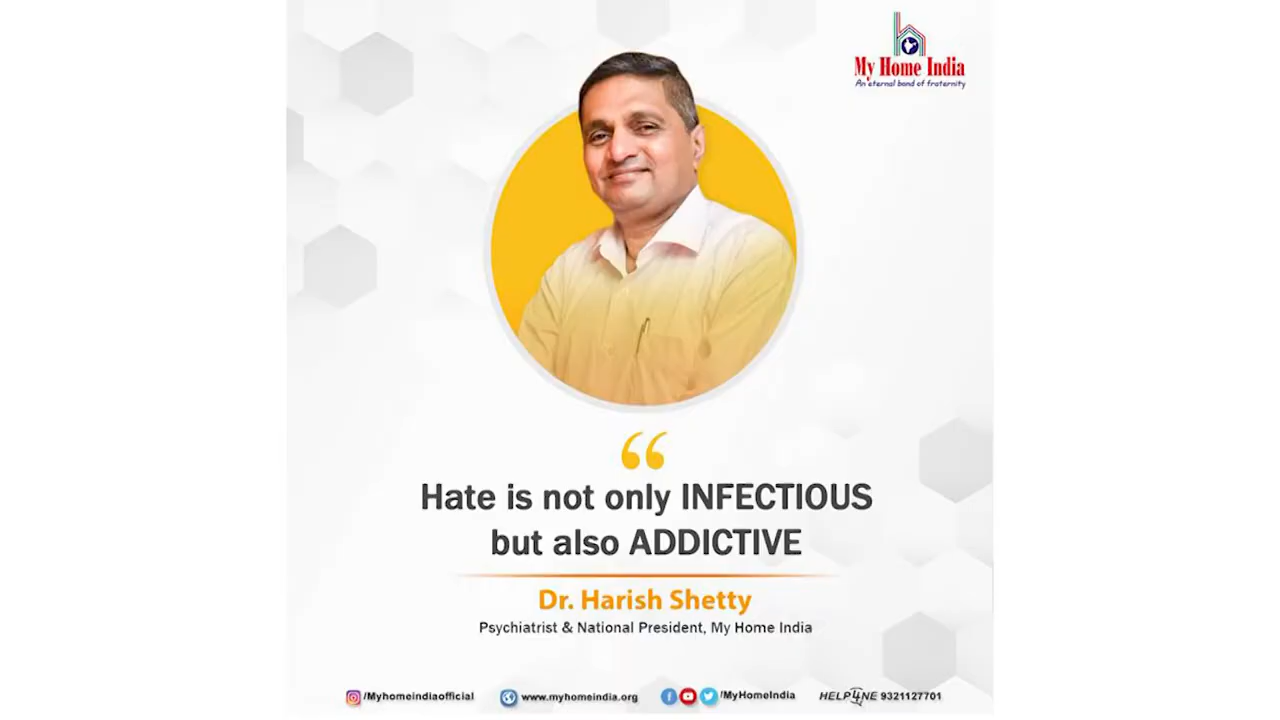 My Home India
An eternal bond of fraternity
“
Hate is not only INFECTIOUS
but also ADDICTIVE
Dr. Harish Shetty
Psychiatrist & National President, My Home India
/Myhomeindiaofficial www.myhomeindia.org /MyHomeIndia HELPLINE 9321127701